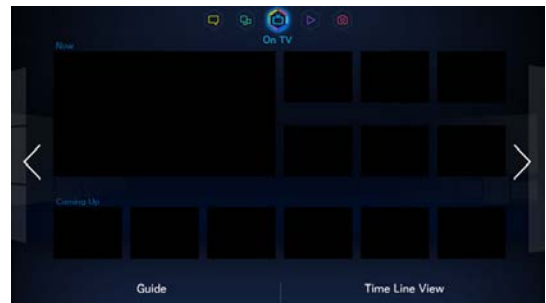 On TV
Now
Coming Up
Guide
Time Line View